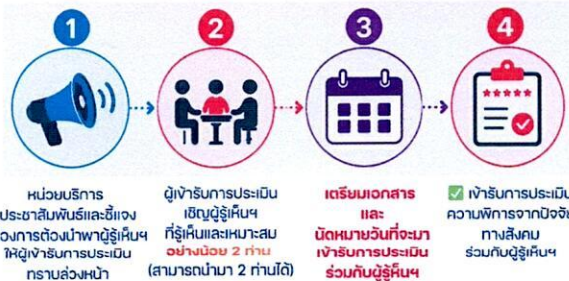 1
หน่วยบริการ
ประชาสัมพันธ์และชี้แจง
ของการต้องนำพาผู้รู้เห็นฯ
ให้ผู้เข้ารับการประเมิน
ทราบล่วงหน้า
2
ผู้เข้ารับการประเมิน
เชิญผู้รู้เห็นฯ
ที่รู้เห็นและเหมาะสม
อย่างน้อย 2 ท่าน
(สามารถนำมา 2 ท่านได้)
3
เตรียมเอกสาร
และ
นัดหมายวันที่จะมา
เข้ารับการประเมิน
ร่วมกับผู้รู้เห็นฯ
4
✅ เข้ารับการประเมิน
ความพิการจากปัจจัย
ทางสังคม
ร่วมกับผู้รู้เห็นฯ